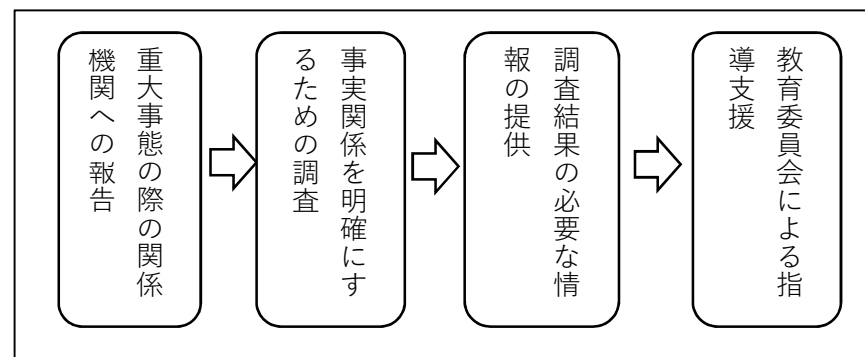 重大事態の際の関係
機関への報告
事実関係を明確にす
るための調査
調査結果の必要な情
報の提供
教育委員会による指
導支援